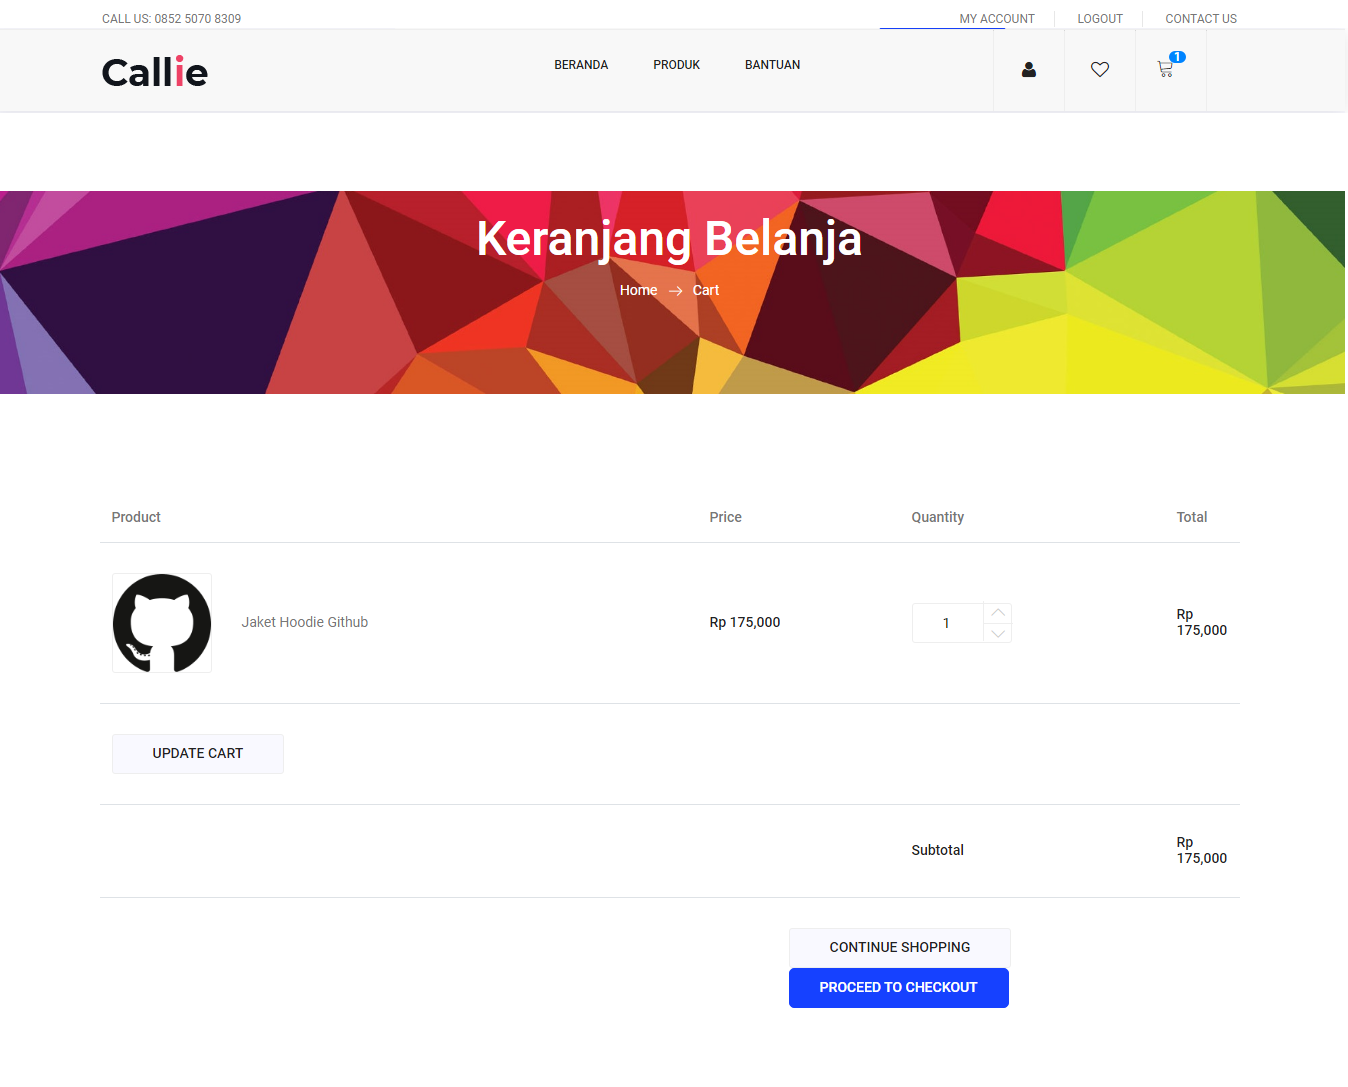 CALL US: 0852 5070 8309
MY ACCOUNT
LOGOUT
CONTACT US
Callie
BERANDA
PRODUK
BANTUAN
1
Keranjang Belanja
Home
Cart
Product
Price
Quantity
Total
Jaket Hoodie Github
Rp 175,000
1
Rp
175,000
UPDATE CART
Subtotal
Rp
175,000
CONTINUE SHOPPING
PROCEED TO CHECKOUT